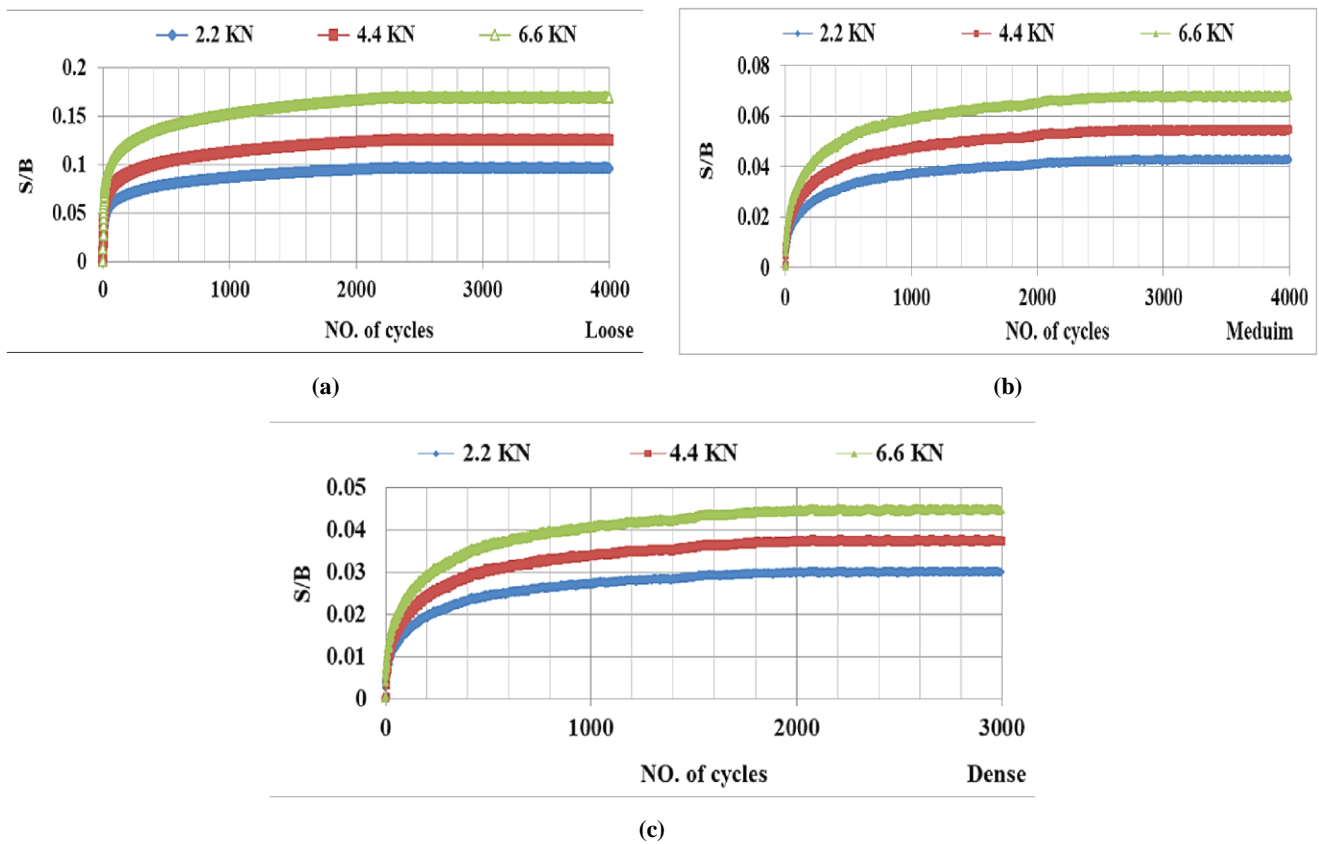 2.2 KN 4.4 KN 6.6 KN
0.2
0.15
0.1
0.05
0
S/B
0 1000 2000 3000 4000
NO. of cycles Loose
(a)
2.2 KN 4.4 KN 6.6 KN
0.08
0.06
0.04
0.02
0
S/B
0 1000 2000 3000 4000
NO. of cycles Meduim
(b)
2.2 KN 4.4 KN 6.6 KN
0.05
0.04
0.03
0.02
0.01
0
S/B
0 1000 2000 3000
NO. of cycles Dense
(c)